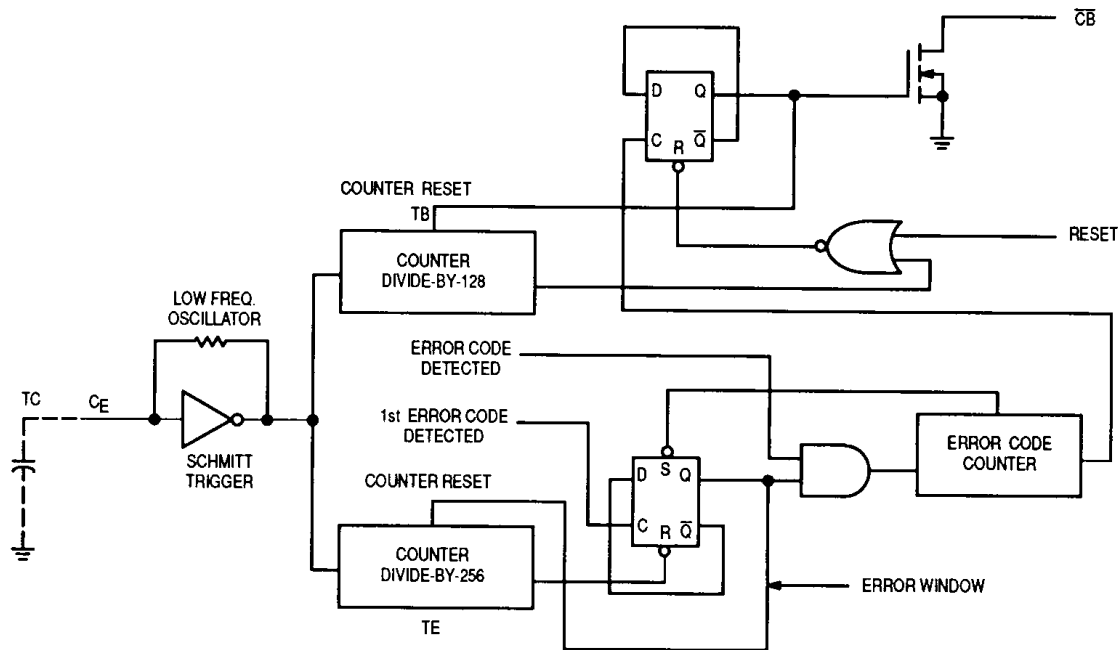 CB
D Q
C Q
R
COUNTER RESET
TB
COUNTER
DIVIDE-BY-128
RESET
LOW FREQ.
OSCILLATOR
ERROR CODE
DETECTED
TC CE
1st ERROR CODE
DETECTED
SCHMITT
TRIGGER
ERROR CODE
COUNTER
S
D Q
C Q
R
COUNTER RESET
COUNTER
DIVIDE-BY-256
ERROR WINDOW
TE